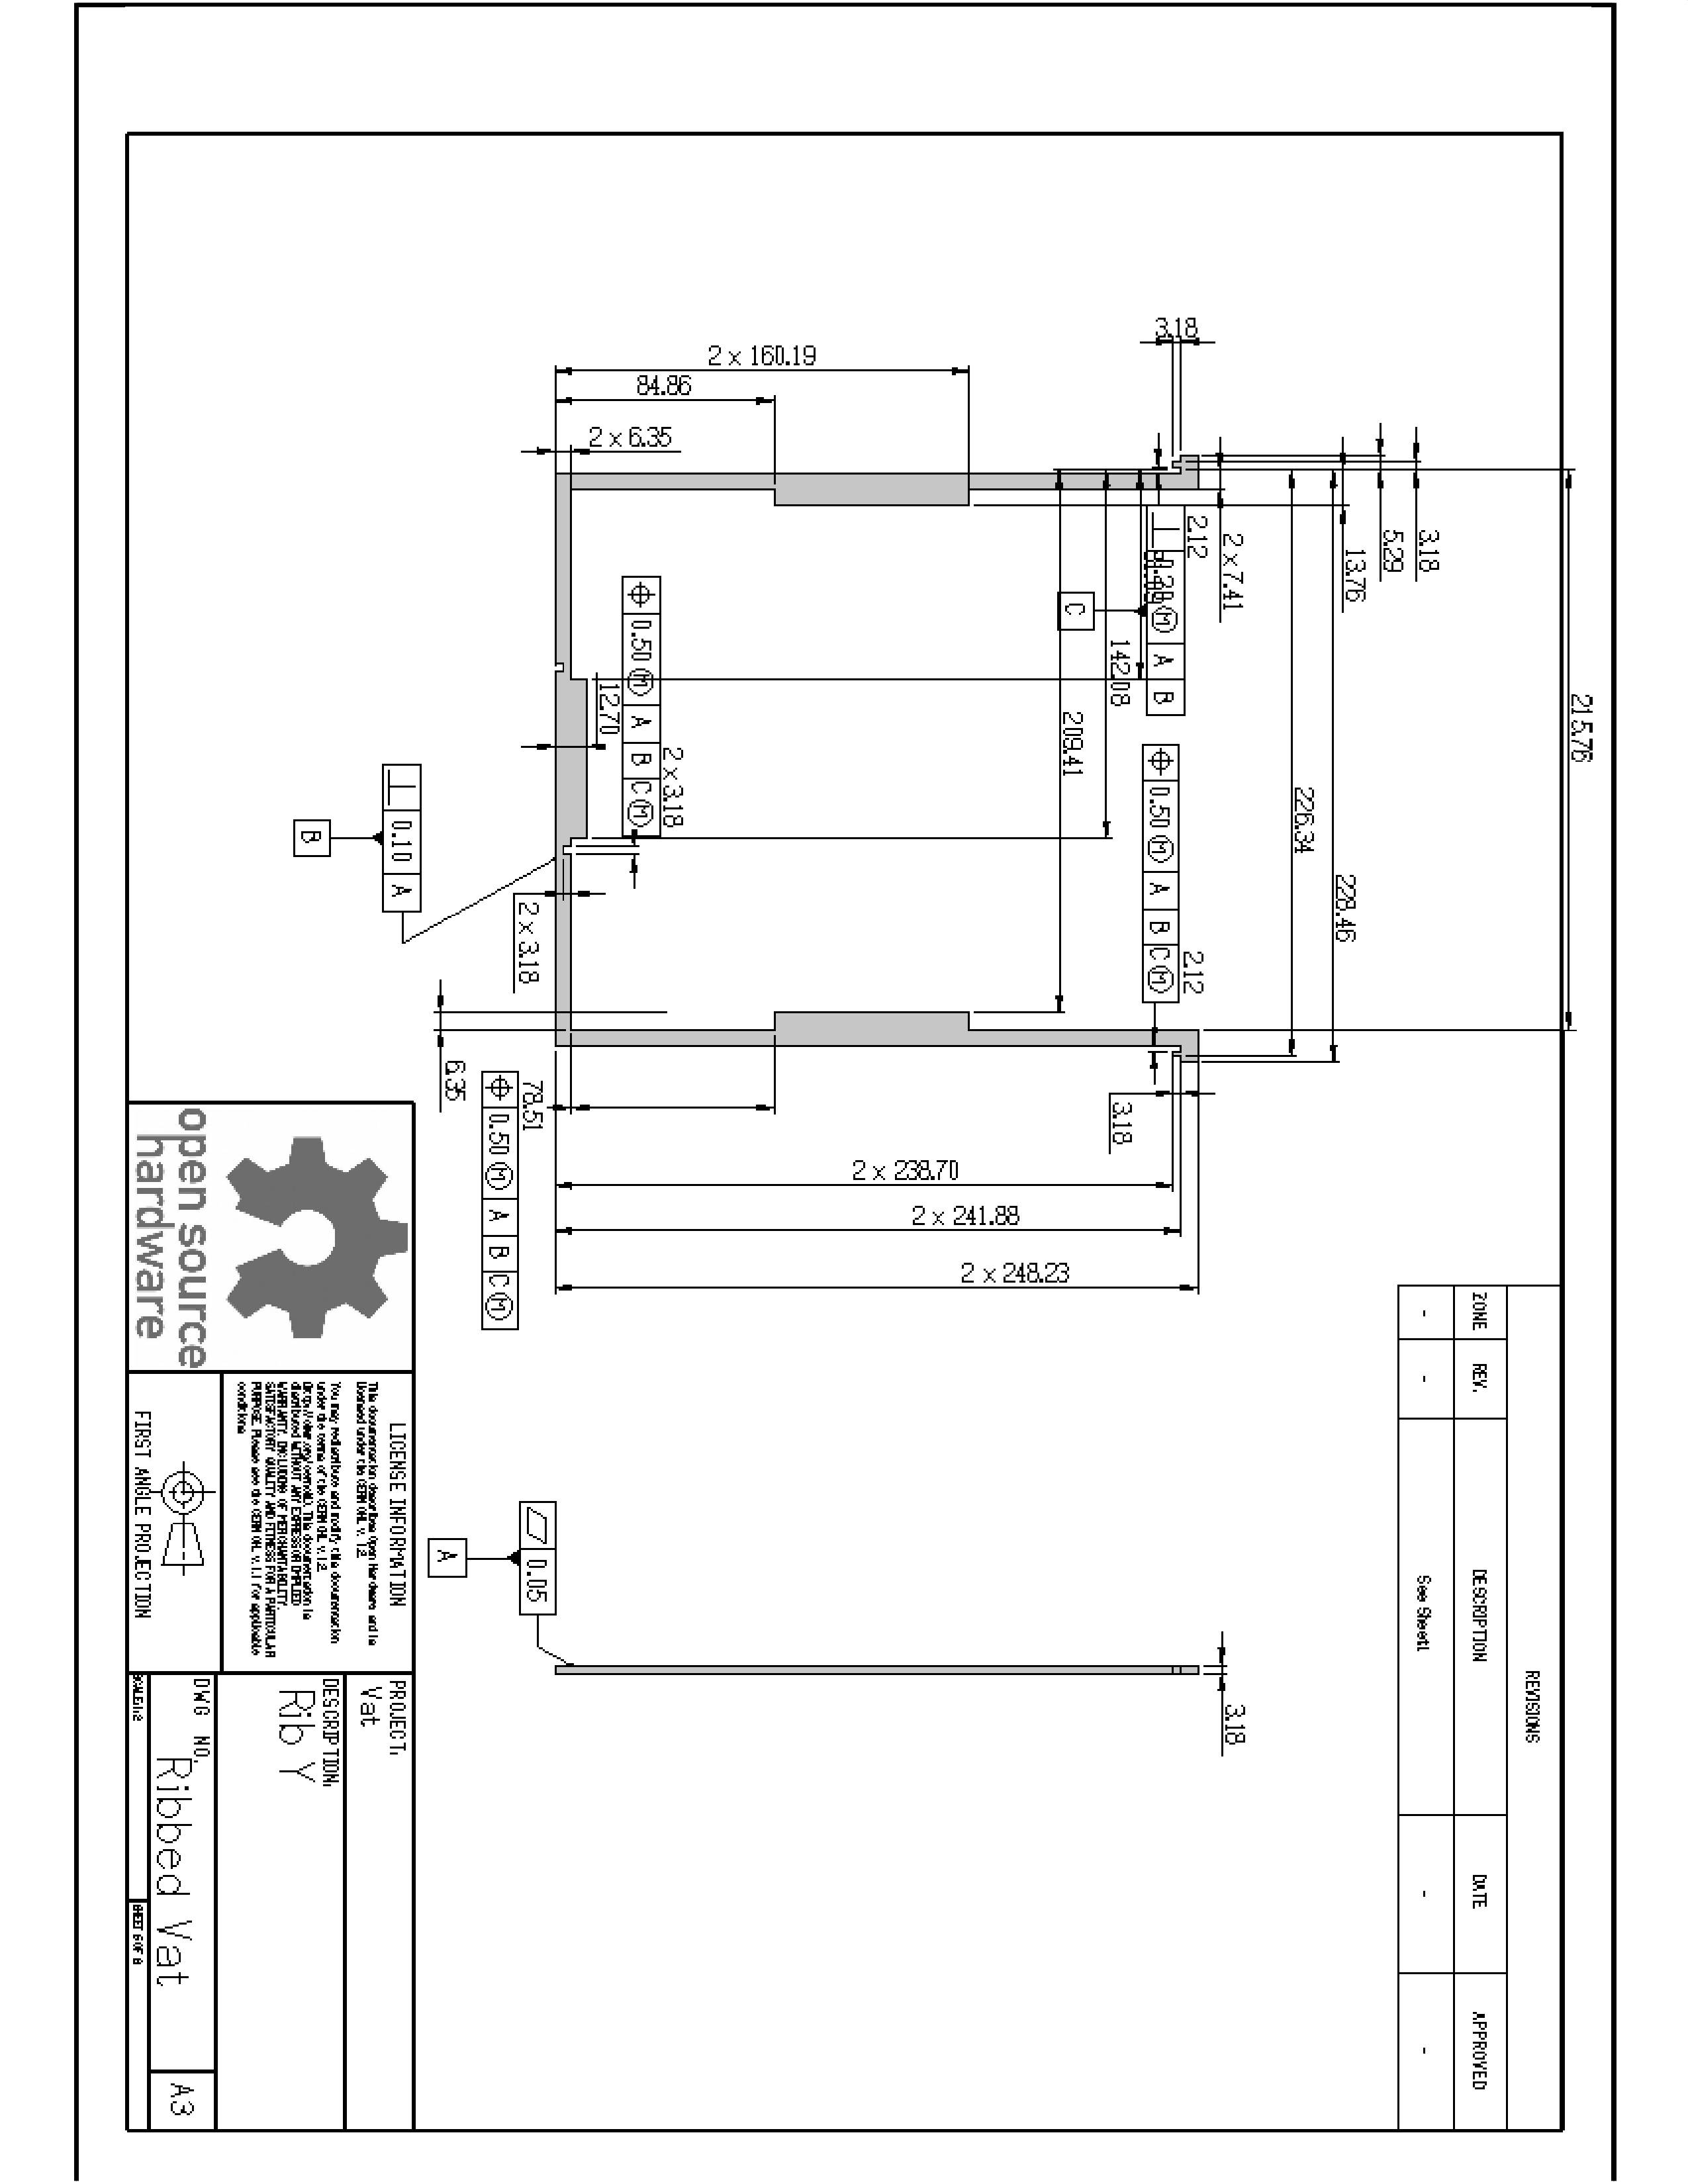 REVISIONS
ZONE
REV.
DESCRIPTION
DATE
APPROVED
-
-
See Sheet1
-
-
215.76
228.46
226.34
3.18
5.29
13.76
2 x 7.41
2.12
⟂ 0.20 Ⓜ A B
C
142.08
209.41
3.18
2 x 160.19
84.86
2 x 6.35
⌖ 0.50 Ⓜ A B C Ⓜ
2 x 3.18
12.70
⟂ 0.10 A
B
2 x 3.18
2.12
⌖ 0.50 Ⓜ A B C Ⓜ
3.18
6.35
78.51
⌖ 0.50 Ⓜ A B C Ⓜ
2 x 238.70
2 x 241.88
2 x 248.23
3.18
⏥ 0.05
A
open source
hardware
LICENSE INFORMATION
This documentation describes Open Hardware and is
licensed under the CERN OHL v. 1.2
You may redistribute and modify this documentation
under the terms of the CERN OHL v.1.2
This documentation is
distributed WITHOUT ANY EXPRESS OR IMPLIED
WARRANTY, INCLUDING OF MERCHANTABILITY,
SATISFACTORY QUALITY AND FITNESS FOR A PARTICULAR
PURPOSE. Please see the CERN OHL v.1.1 for applicable
conditions
FIRST ANGLE PROJECTION
PROJECT:
Vat
DESCRIPTION:
Rib Y
DWG NO.
Ribbed Vat
A3
SCALE:1:2
SHEET 6 OF 8